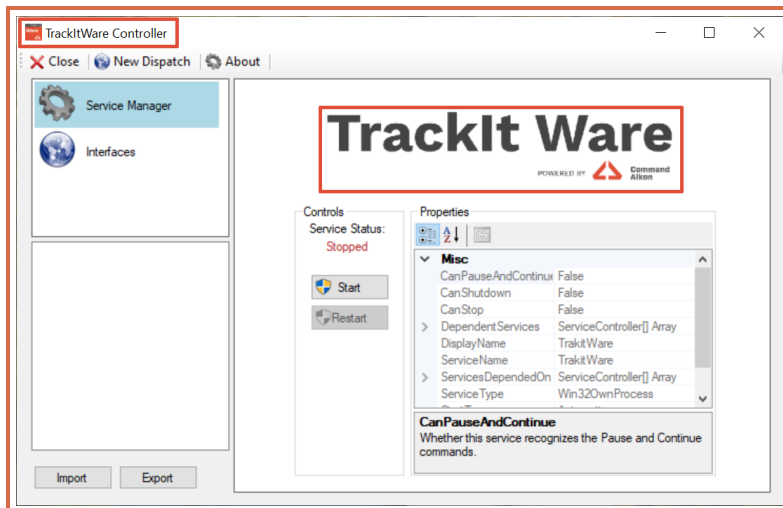 TrackItWare Controller
Close New Dispatch About
Service Manager
Interfaces
TrackIt Ware
POWERED BY Command Alkon
Controls
Service Status:
Stopped
Start
Restart
Properties
Misc
CanPauseAndContinue False
CanShutdown False
CanStop False
DependentServices ServiceController[] Array
DisplayName TrakitWare
ServiceName TrakitWare
ServicesDependedOn ServiceController[] Array
ServiceType Win32OwnProcess
CanPauseAndContinue
Whether this service recognizes the Pause and Continue
commands.
Import Export